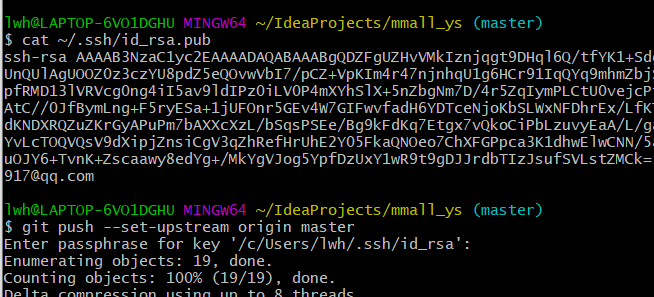 lwh@LAPTOP-6VO1DGHU MINGW64 ~/IdeaProjects/mmall_ys (master)
$ cat ~/.ssh/id_rsa.pub
ssh-rsa AAAAB3NzaC1yc2EAAAADAQABAAABgQDZFgUZHvVMkIznjqgt9DHql6Q/tfYK1+Sd
UnQUlAgUOOZ0z3czYU8pdZ5eQOvwVbI7/pCZ+VpKIm4r47njnhqU1g6HCr91IqQYq9mhmZbj
pfRMD13lVRVcgOng4iI5av9ldIPzOiLVOP4mXYhSlX+5nZbgNm7D/4r5ZqIymPLCtUOvejcP
AtC//0JfBymLng+F5ryESa+1jUFOnr5GEv4W7GIFwvfadH6YDTceNjoKbSLWxNFDhrEx/LfK
dKNDXRQZuZKrGyAPuPm7bAXXcXzL/bSqsPSEe/Bg9kFdKq7Etgx7vQkoCiPbLzuvyEaA/L/g
YvLcTOQVQsV9dXipjZnsiCgV3qZhRefHrUhE2Y05FkaQNOeo7ChXFGPpca3K1dhwElwCNN/5
uOJY6+TvnK+Zscaawy8edYg+/MkYgVJog5YpfDzUxY1wR9t9gDJJrdbTIzJsufSVLstZMCk=
917@qq.com
lwh@LAPTOP-6VO1DGHU MINGW64 ~/IdeaProjects/mmall_ys (master)
$ git push --set-upstream origin master
Enter passphrase for key '/c/Users/lwh/.ssh/id_rsa':
Enumerating objects: 19, done.
Counting objects: 100% (19/19), done.
Delta compression using up to 8 threads